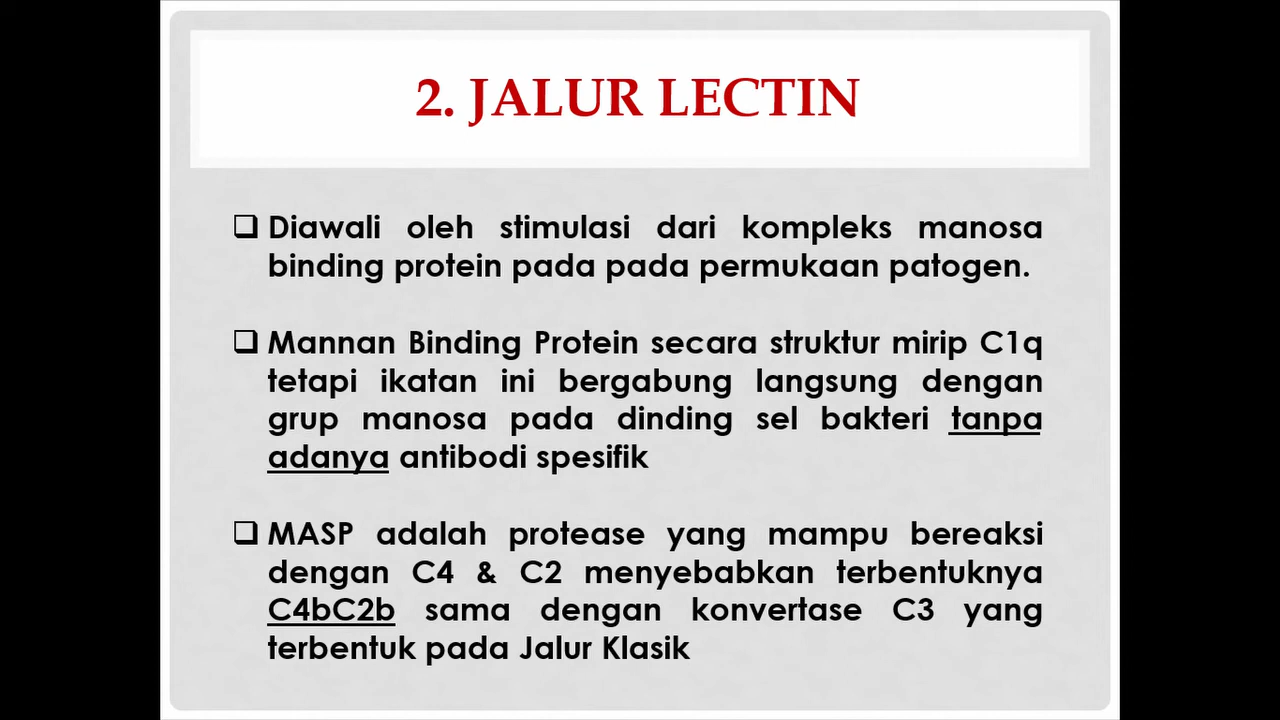 2. JALUR LECTIN
❑ Diawali oleh stimulasi dari kompleks manosa
binding protein pada pada permukaan patogen.
❑ Mannan Binding Protein secara struktur mirip C1q
tetapi ikatan ini bergabung langsung dengan
grup manosa pada dinding sel bakteri tanpa
adanya antibodi spesifik
❑ MASP adalah protease yang mampu bereaksi
dengan C4 & C2 menyebabkan terbentuknya
C4bC2b sama dengan konvertase C3 yang
terbentuk pada Jalur Klasik